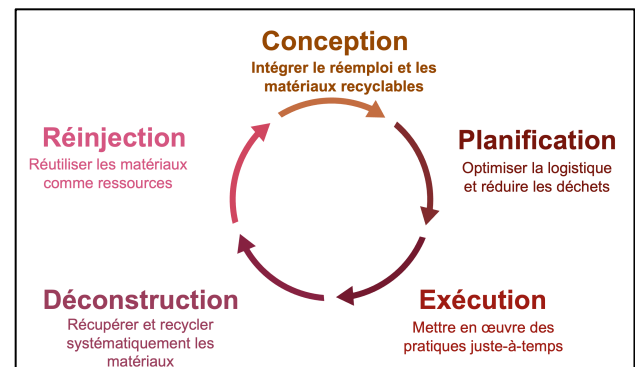 Conception
Intégrer le réemploi et les
matériaux recyclables
Planification
Optimiser la logistique
et réduire les déchets
Exécution
Mettre en œuvre des
pratiques juste-à-temps
Déconstruction
Récupérer et recycler
systématiquement les
matériaux
Réinjection
Réutiliser les matériaux
comme ressources